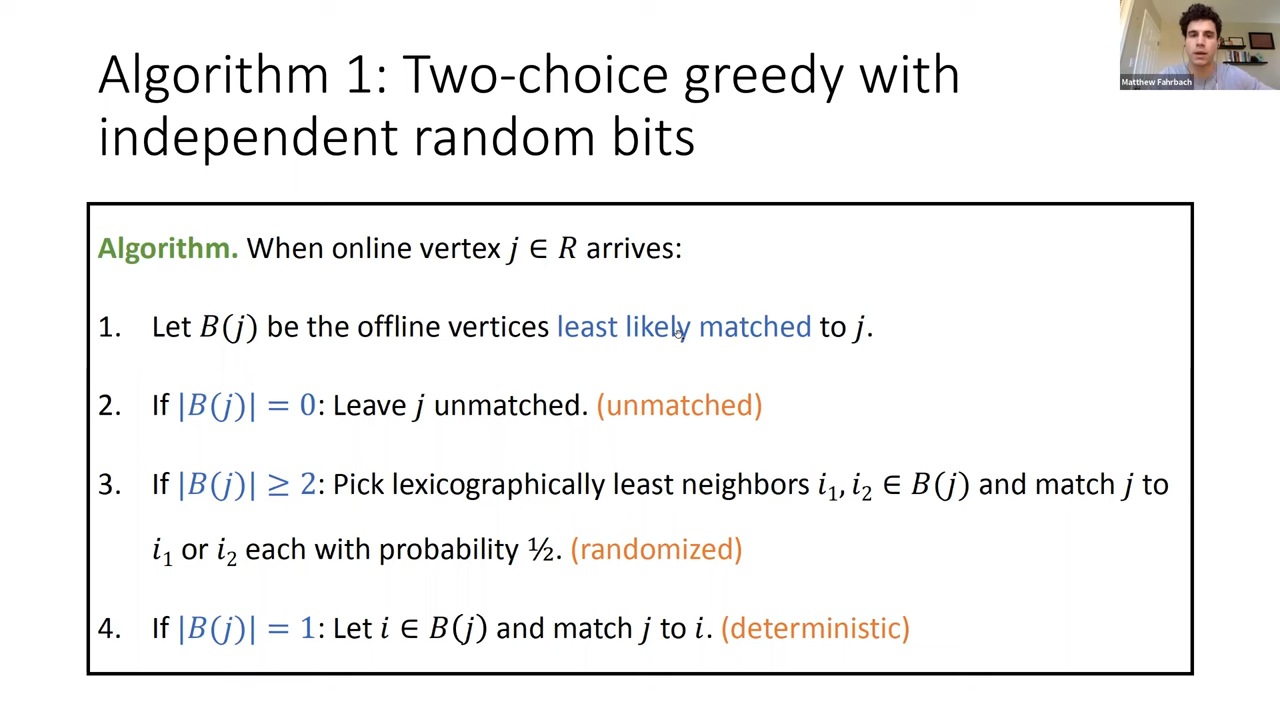 Algorithm 1: Two-choice greedy with
independent random bits
Matthew Fahrbach
Algorithm. When online vertex j ∈ R arrives:
1. Let B(j) be the offline vertices least likely matched to j.
2. If |B(j)| = 0: Leave j unmatched. (unmatched)
3. If |B(j)| ≥ 2: Pick lexicographically least neighbors i₁, i₂ ∈ B(j) and match j to
i₁ or i₂ each with probability ½. (randomized)
4. If |B(j)| = 1: Let i ∈ B(j) and match j to i. (deterministic)